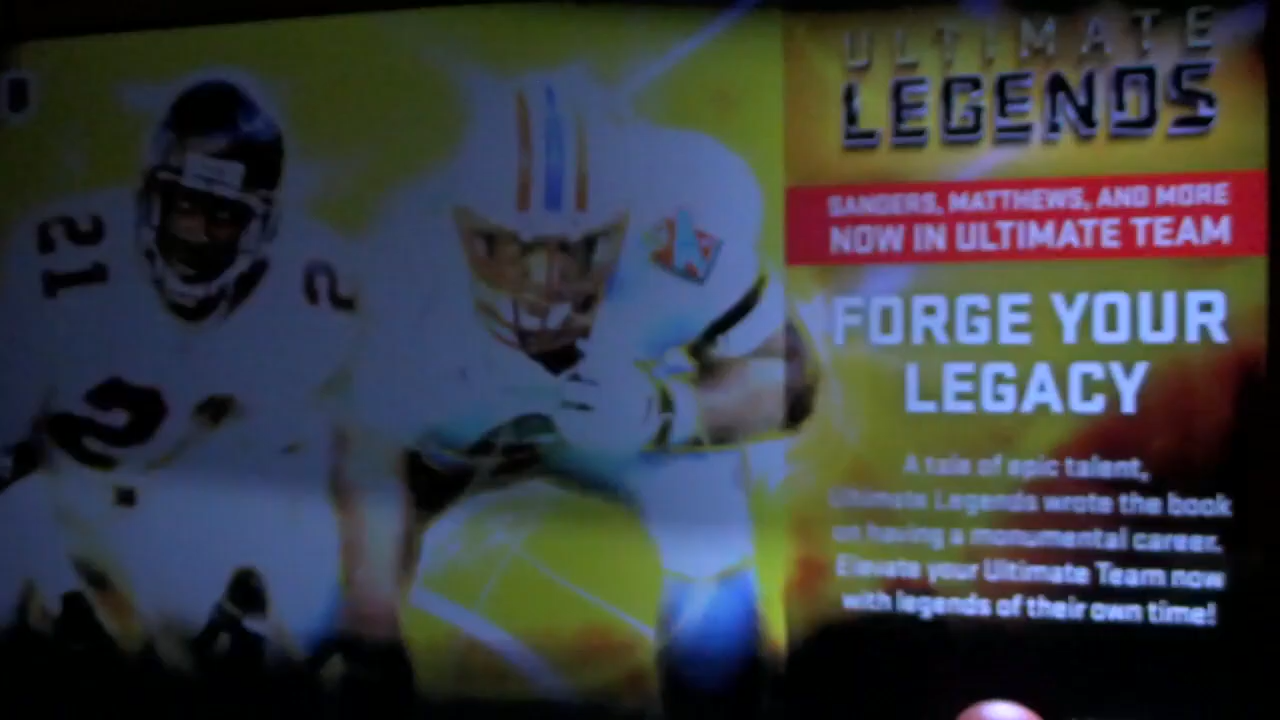 ULTIMATE
LEGENDS
SANDERS, MATTHEWS, AND MORE
NOW IN ULTIMATE TEAM
FORGE YOUR
LEGACY
A tale of epic talent,
Ultimate Legends wrote the book
on having a monumental career.
Elevate your Ultimate Team now
with legends of their own time!
21
2
21